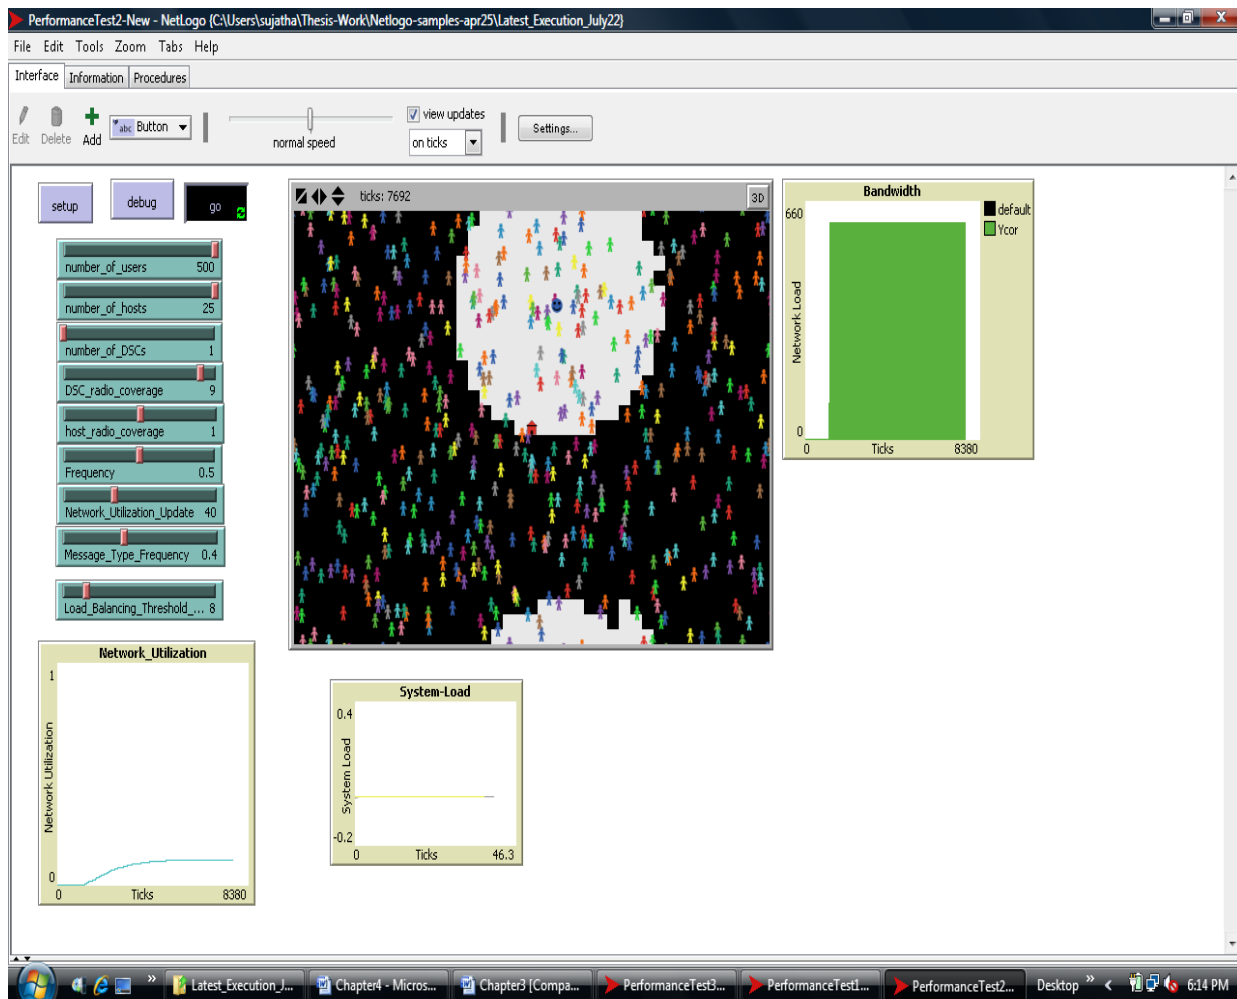 PerformanceTest2-New - NetLogo {C:\Users\sujatha\Thesis-Work\Netlogo-samples-apr25\Latest_Execution_July22}
File Edit Tools Zoom Tabs Help
Interface Information Procedures
Edit Delete Add abc Button normal speed view updates on ticks Settings...
setup debug go
ticks: 7692 3D
number_of_users 500
number_of_hosts 25
number_of_DSCs 1
DSC_radio_coverage 9
host_radio_coverage 1
Frequency 0.5
Network_Utilization_Update 40
Message_Type_Frequency 0.4
Load_Balancing_Threshold_... 8
Bandwidth
660
Network Load
0
0 Ticks 8380
default
Ycor
Network_Utilization
1
Network Utilization
0
0 Ticks 8380
System-Load
0.4
System Load
-0.2
0 Ticks 46.3
Latest_Execution_J... Chapter4 - Micros... Chapter3 [Compa... PerformanceTest3... PerformanceTest1... PerformanceTest2... Desktop » < 6:14 PM